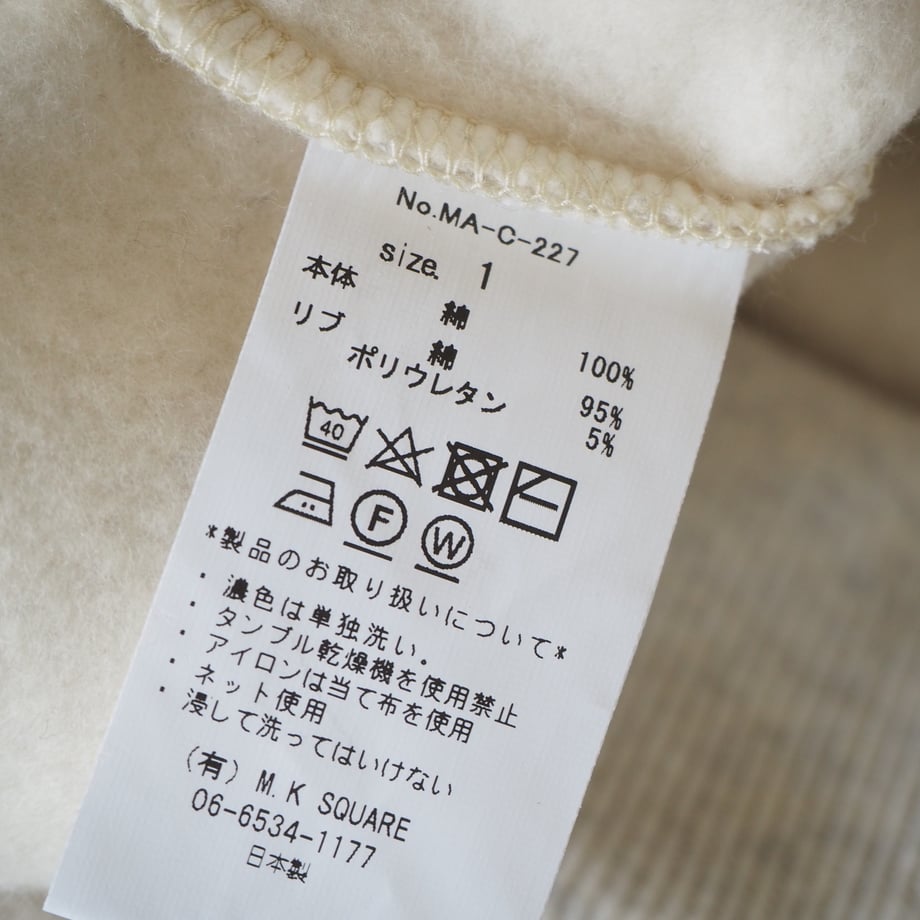 No.MA-C-227
size. 1
本体 綿 100%
リブ 綿 95%
ポリウレタン 5%
40
F W
*製品のお取り扱いについて*
・濃色は単独洗い。
・タンブル乾燥機を使用禁止
・アイロンは当て布を使用
・ネット使用
・浸して洗ってはいけない
(有) M.K SQUARE
06-6534-1177
日本製